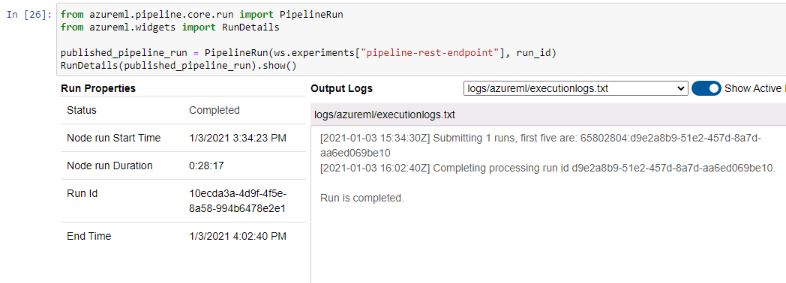 In [26]:
from azureml.pipeline.core.run import PipelineRun
from azureml.widgets import RunDetails
published_pipeline_run = PipelineRun(ws.experiments["pipeline-rest-endpoint"], run_id)
RunDetails(published_pipeline_run).show()
Run Properties
Status Completed
Node run Start Time 1/3/2021 3:34:23 PM
Node run Duration 0:28:17
Run Id 10ecda3a-4d9f-4f5e-
8a58-994b6478e2e1
End Time 1/3/2021 4:02:40 PM
Output Logs
logs/azureml/executionlogs.txt
Show Active
logs/azureml/executionlogs.txt
[2021-01-03 15:34:30Z] Submitting 1 runs, first five are: 65802804:d9e2a8b9-51e2-457d-8a7d-
aa6ed069be10
[2021-01-03 16:02:40Z] Completing processing run id d9e2a8b9-51e2-457d-8a7d-aa6ed069be10.
Run is completed.